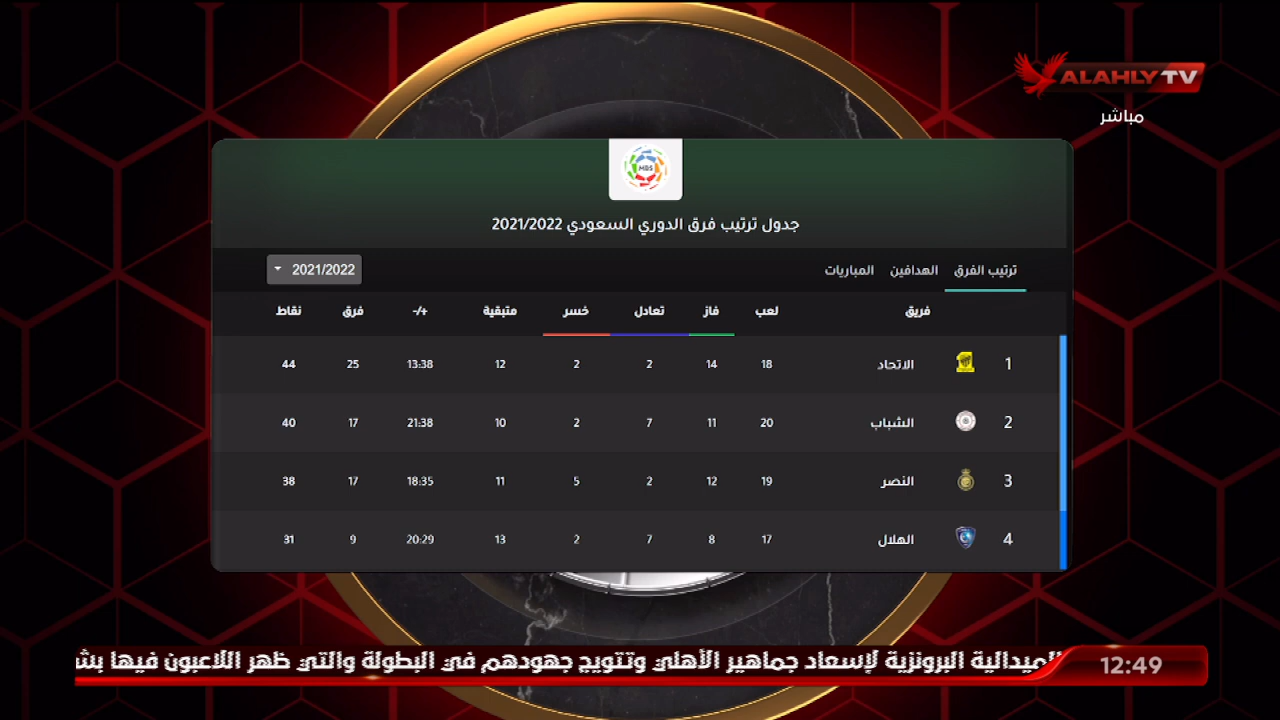 ALAHLY TV
مباشر
MBS
جدول ترتيب فرق الدوري السعودي 2021/2022
ترتيب الفرق الهدافين المباريات 2021/2022
فريق لعب فاز تعادل خسر متبقية +/- فرق نقاط
1 الاتحاد 18 14 2 2 12 13:38 25 44
2 الشباب 20 11 7 2 10 21:38 17 40
3 النصر 19 12 2 5 11 18:35 17 38
4 الهلال 17 8 7 2 13 20:29 9 31
12:49 الميدالية البرونزية لإسعاد جماهير الأهلي وتتويج جهودهم في البطولة والتي ظهر اللاعبون فيها بش